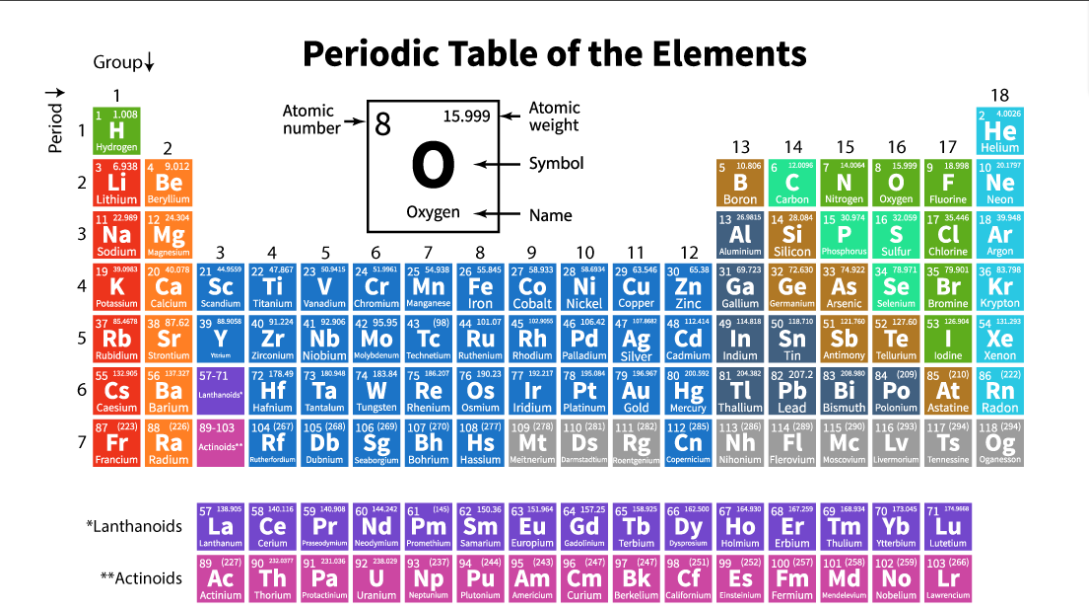 Periodic Table of the Elements
Group↓
Period →
1 18
Atomic number → 8 15.999 ← Atomic weight
O ← Symbol
Oxygen ← Name
1 1 1.008 H Hydrogen 2 4.0026 He Helium
2 13 14 15 16 17
2 3 6.938 Li Lithium 4 9.012 Be Beryllium 5 10.806 B Boron 6 12.0096 C Carbon 7 14.0064 N Nitrogen 8 15.999 O Oxygen 9 18.998 F Fluorine 10 20.1797 Ne Neon
3 11 22.989 Na Sodium 12 24.304 Mg Magnesium 13 26.9815 Al Aluminium 14 28.084 Si Silicon 15 30.974 P Phosphorus 16 32.059 S Sulfur 17 35.446 Cl Chlorine 18 39.948 Ar Argon
3 4 5 6 7 8 9 10 11 12
4 19 39.0983 K Potassium 20 40.078 Ca Calcium 21 44.9559 Sc Scandium 22 47.867 Ti Titanium 23 50.9415 V Vanadium 24 51.9961 Cr Chromium 25 54.938 Mn Manganese 26 55.845 Fe Iron 27 58.933 Co Cobalt 28 58.6934 Ni Nickel 29 63.546 Cu Copper 30 65.38 Zn Zinc 31 69.723 Ga Gallium 32 72.630 Ge Germanium 33 74.922 As Arsenic 34 78.971 Se Selenium 35 79.901 Br Bromine 36 83.798 Kr Krypton
5 37 85.4678 Rb Rubidium 38 87.62 Sr Strontium 39 88.9058 Y Yttrium 40 91.224 Zr Zirconium 41 92.906 Nb Niobium 42 95.95 Mo Molybdenum 43 (98) Tc Technetium 44 101.07 Ru Ruthenium 45 102.9055 Rh Rhodium 46 106.42 Pd Palladium 47 107.8682 Ag Silver 48 112.414 Cd Cadmium 49 114.818 In Indium 50 118.710 Sn Tin 51 121.760 Sb Antimony 52 127.60 Te Tellurium 53 126.904 I Iodine 54 131.293 Xe Xenon
6 55 132.905 Cs Caesium 56 137.327 Ba Barium 57-71 Lanthanoids* 72 178.49 Hf Hafnium 73 180.948 Ta Tantalum 74 183.84 W Tungsten 75 186.207 Re Rhenium 76 190.23 Os Osmium 77 192.217 Ir Iridium 78 195.084 Pt Platinum 79 196.967 Au Gold 80 200.592 Hg Mercury 81 204.382 Tl Thallium 82 207.2 Pb Lead 83 208.980 Bi Bismuth 84 (209) Po Polonium 85 (210) At Astatine 86 (222) Rn Radon
7 87 (223) Fr Francium 88 (226) Ra Radium 89-103 Actinoids** 104 (267) Rf Rutherfordium 105 (268) Db Dubnium 106 (269) Sg Seaborgium 107 (270) Bh Bohrium 108 (277) Hs Hassium 109 (278) Mt Meitnerium 110 (281) Ds Darmstadtium 111 (282) Rg Roentgenium 112 (285) Cn Copernicium 113 (286) Nh Nihonium 114 (289) Fl Flerovium 115 (290) Mc Moscovium 116 (293) Lv Livermorium 117 (294) Ts Tennessine 118 (294) Og Oganesson
*Lanthanoids 57 138.905 La Lanthanum 58 140.116 Ce Cerium 59 140.908 Pr Praseodymium 60 144.242 Nd Neodymium 61 (145) Pm Promethium 62 150.36 Sm Samarium 63 151.964 Eu Europium 64 157.25 Gd Gadolinium 65 158.925 Tb Terbium 66 162.500 Dy Dysprosium 67 164.930 Ho Holmium 68 167.259 Er Erbium 69 168.934 Tm Thulium 70 173.045 Yb Ytterbium 71 174.9668 Lu Lutetium
**Actinoids 89 (227) Ac Actinium 90 232.0377 Th Thorium 91 231.036 Pa Protactinium 92 238.029 U Uranium 93 (237) Np Neptunium 94 (244) Pu Plutonium 95 (243) Am Americium 96 (247) Cm Curium 97 (247) Bk Berkelium 98 (251) Cf Californium 99 (252) Es Einsteinium 100 (257) Fm Fermium 101 (258) Md Mendelevium 102 (259) No Nobelium 103 (266) Lr Lawrencium